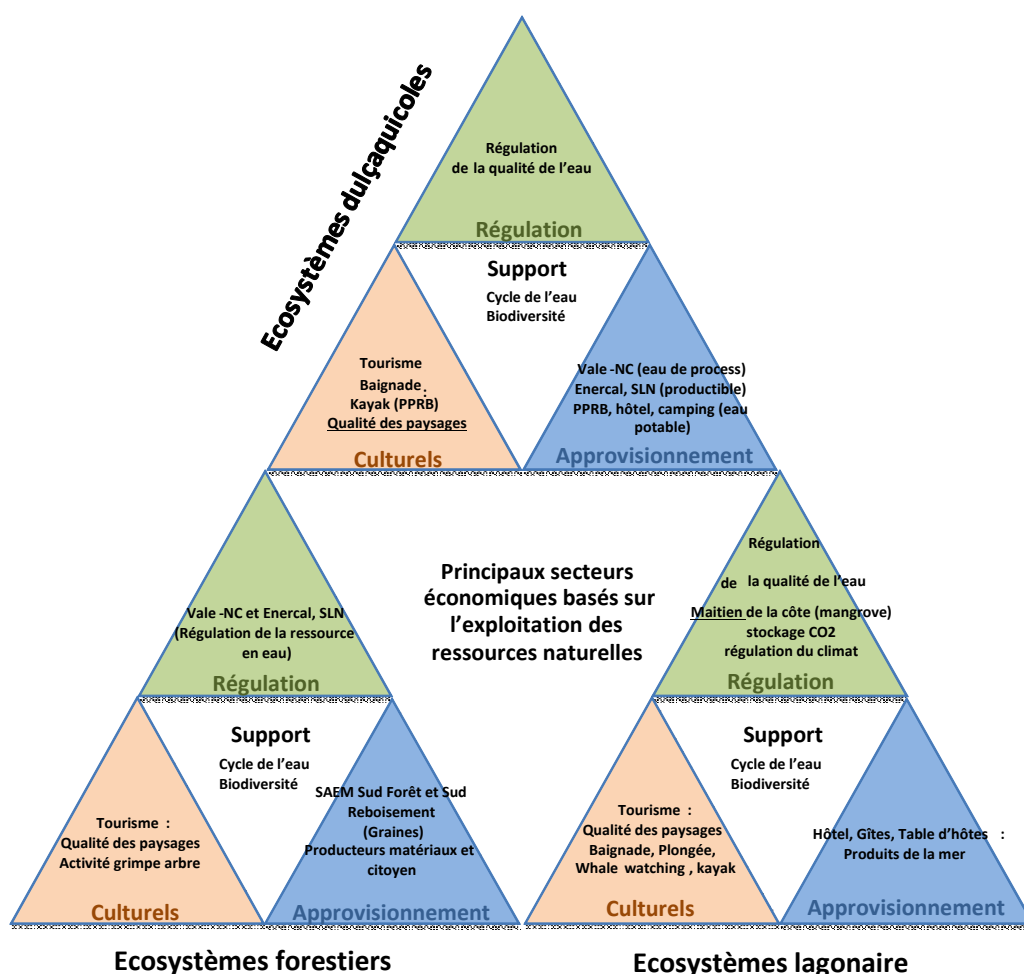 Ecosystèmes dulçaquicoles
Régulation
de la qualité de l'eau
Régulation
Support
Cycle de l'eau
Biodiversité
Tourisme
Baignade :
Kayak (PPRB)
Qualité des paysages
Culturels
Vale -NC (eau de process)
Enercal, SLN (productible)
PPRB, hôtel, camping (eau
potable)
Approvisionnement
Principaux secteurs
économiques basés sur
l'exploitation des
ressources naturelles
Vale -NC et Enercal, SLN
(Régulation de la ressource
en eau)
Régulation
Support
Cycle de l'eau
Biodiversité
Tourisme :
Qualité des paysages
Activité grimpe arbre
Culturels
SAEM Sud Forêt et Sud
Reboisement
(Graines)
Producteurs matériaux et
citoyen
Approvisionnement
Ecosystèmes forestiers
Régulation
de la qualité de l'eau
Maitien de la côte (mangrove)
stockage CO2
régulation du climat
Régulation
Support
Cycle de l'eau
Biodiversité
Tourisme :
Qualité des paysages
Baignade, Plongée,
Whale watching , kayak
Culturels
Hôtel, Gîtes, Table d'hôtes :
Produits de la mer
Approvisionnement
Ecosystèmes lagonaire